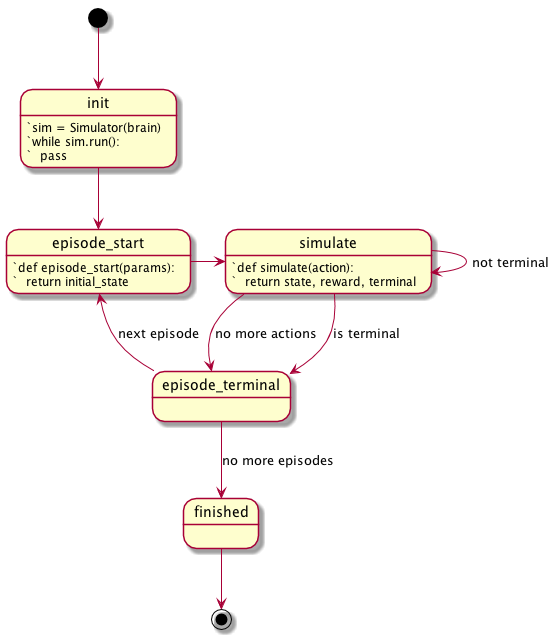 init
`sim = Simulator(brain)
`while sim.run():
`   pass
episode_start
`def episode_start(params):
`   return initial_state
simulate
`def simulate(action):
`   return state, reward, terminal
not terminal
next episode
no more actions
is terminal
episode_terminal
no more episodes
finished